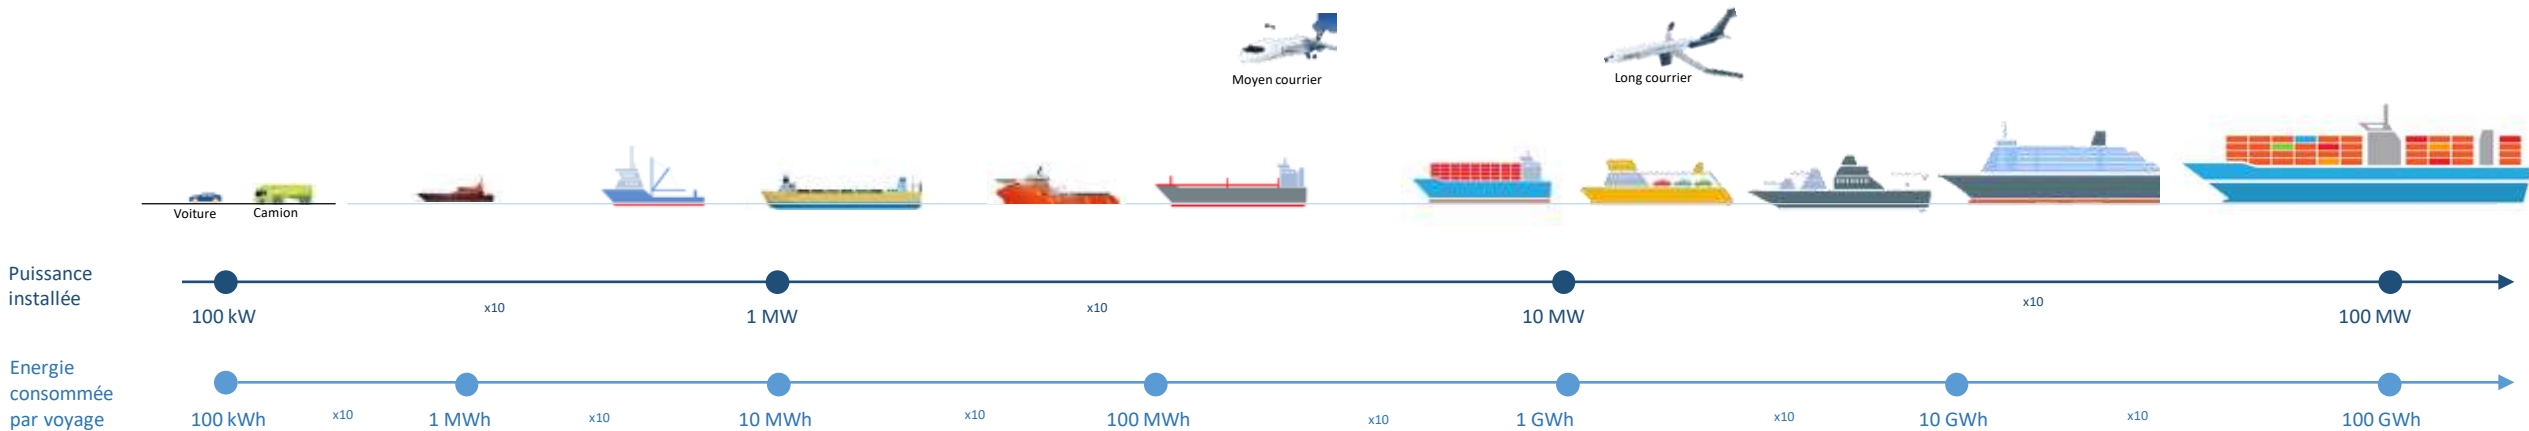 Moyen courrier
Long courrier
Voiture
Camion
Puissance
installée
x10
x10
x10
100 kW
1 MW
10 MW
100 MW
Energie
consommée
par voyage
x10
x10
x10
x10
x10
x10
100 kWh
1 MWh
10 MWh
100 MWh
1 GWh
10 GWh
100 GWh